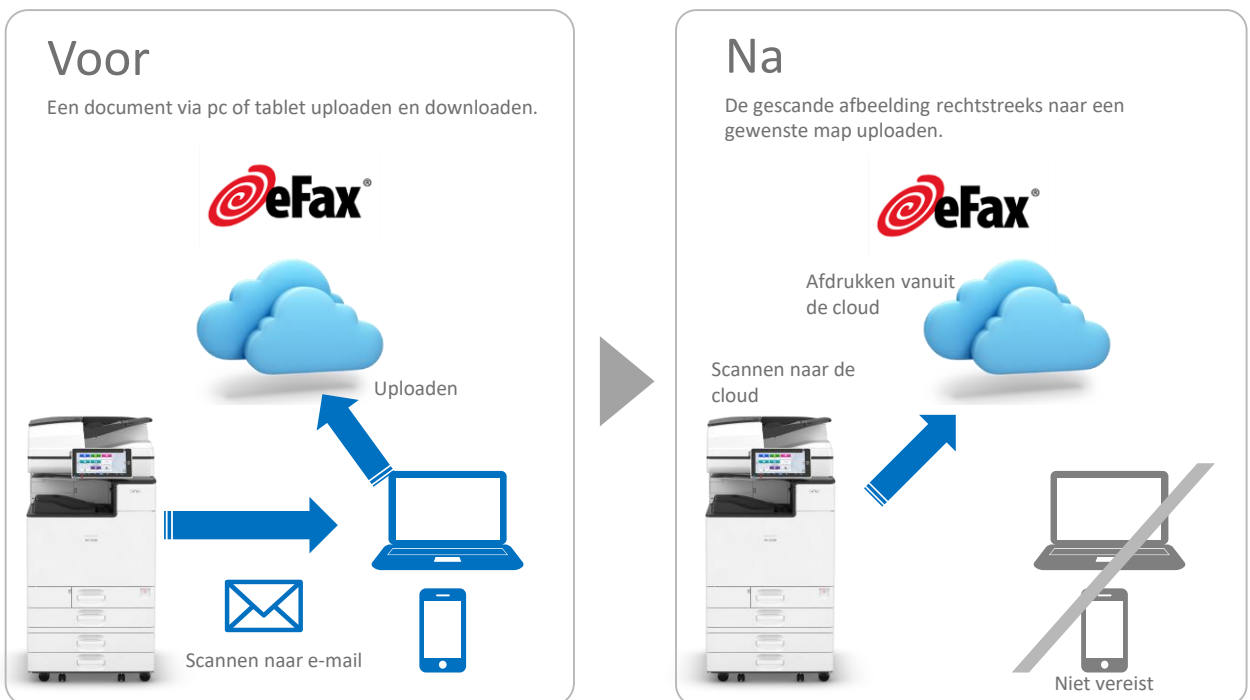 Voor
Een document via pc of tablet uploaden en downloaden.
eFax®
Uploaden
Scannen naar e-mail
Na
De gescande afbeelding rechtstreeks naar een
gewenste map uploaden.
eFax®
Afdrukken vanuit
de cloud
Scannen naar de
cloud
Niet vereist